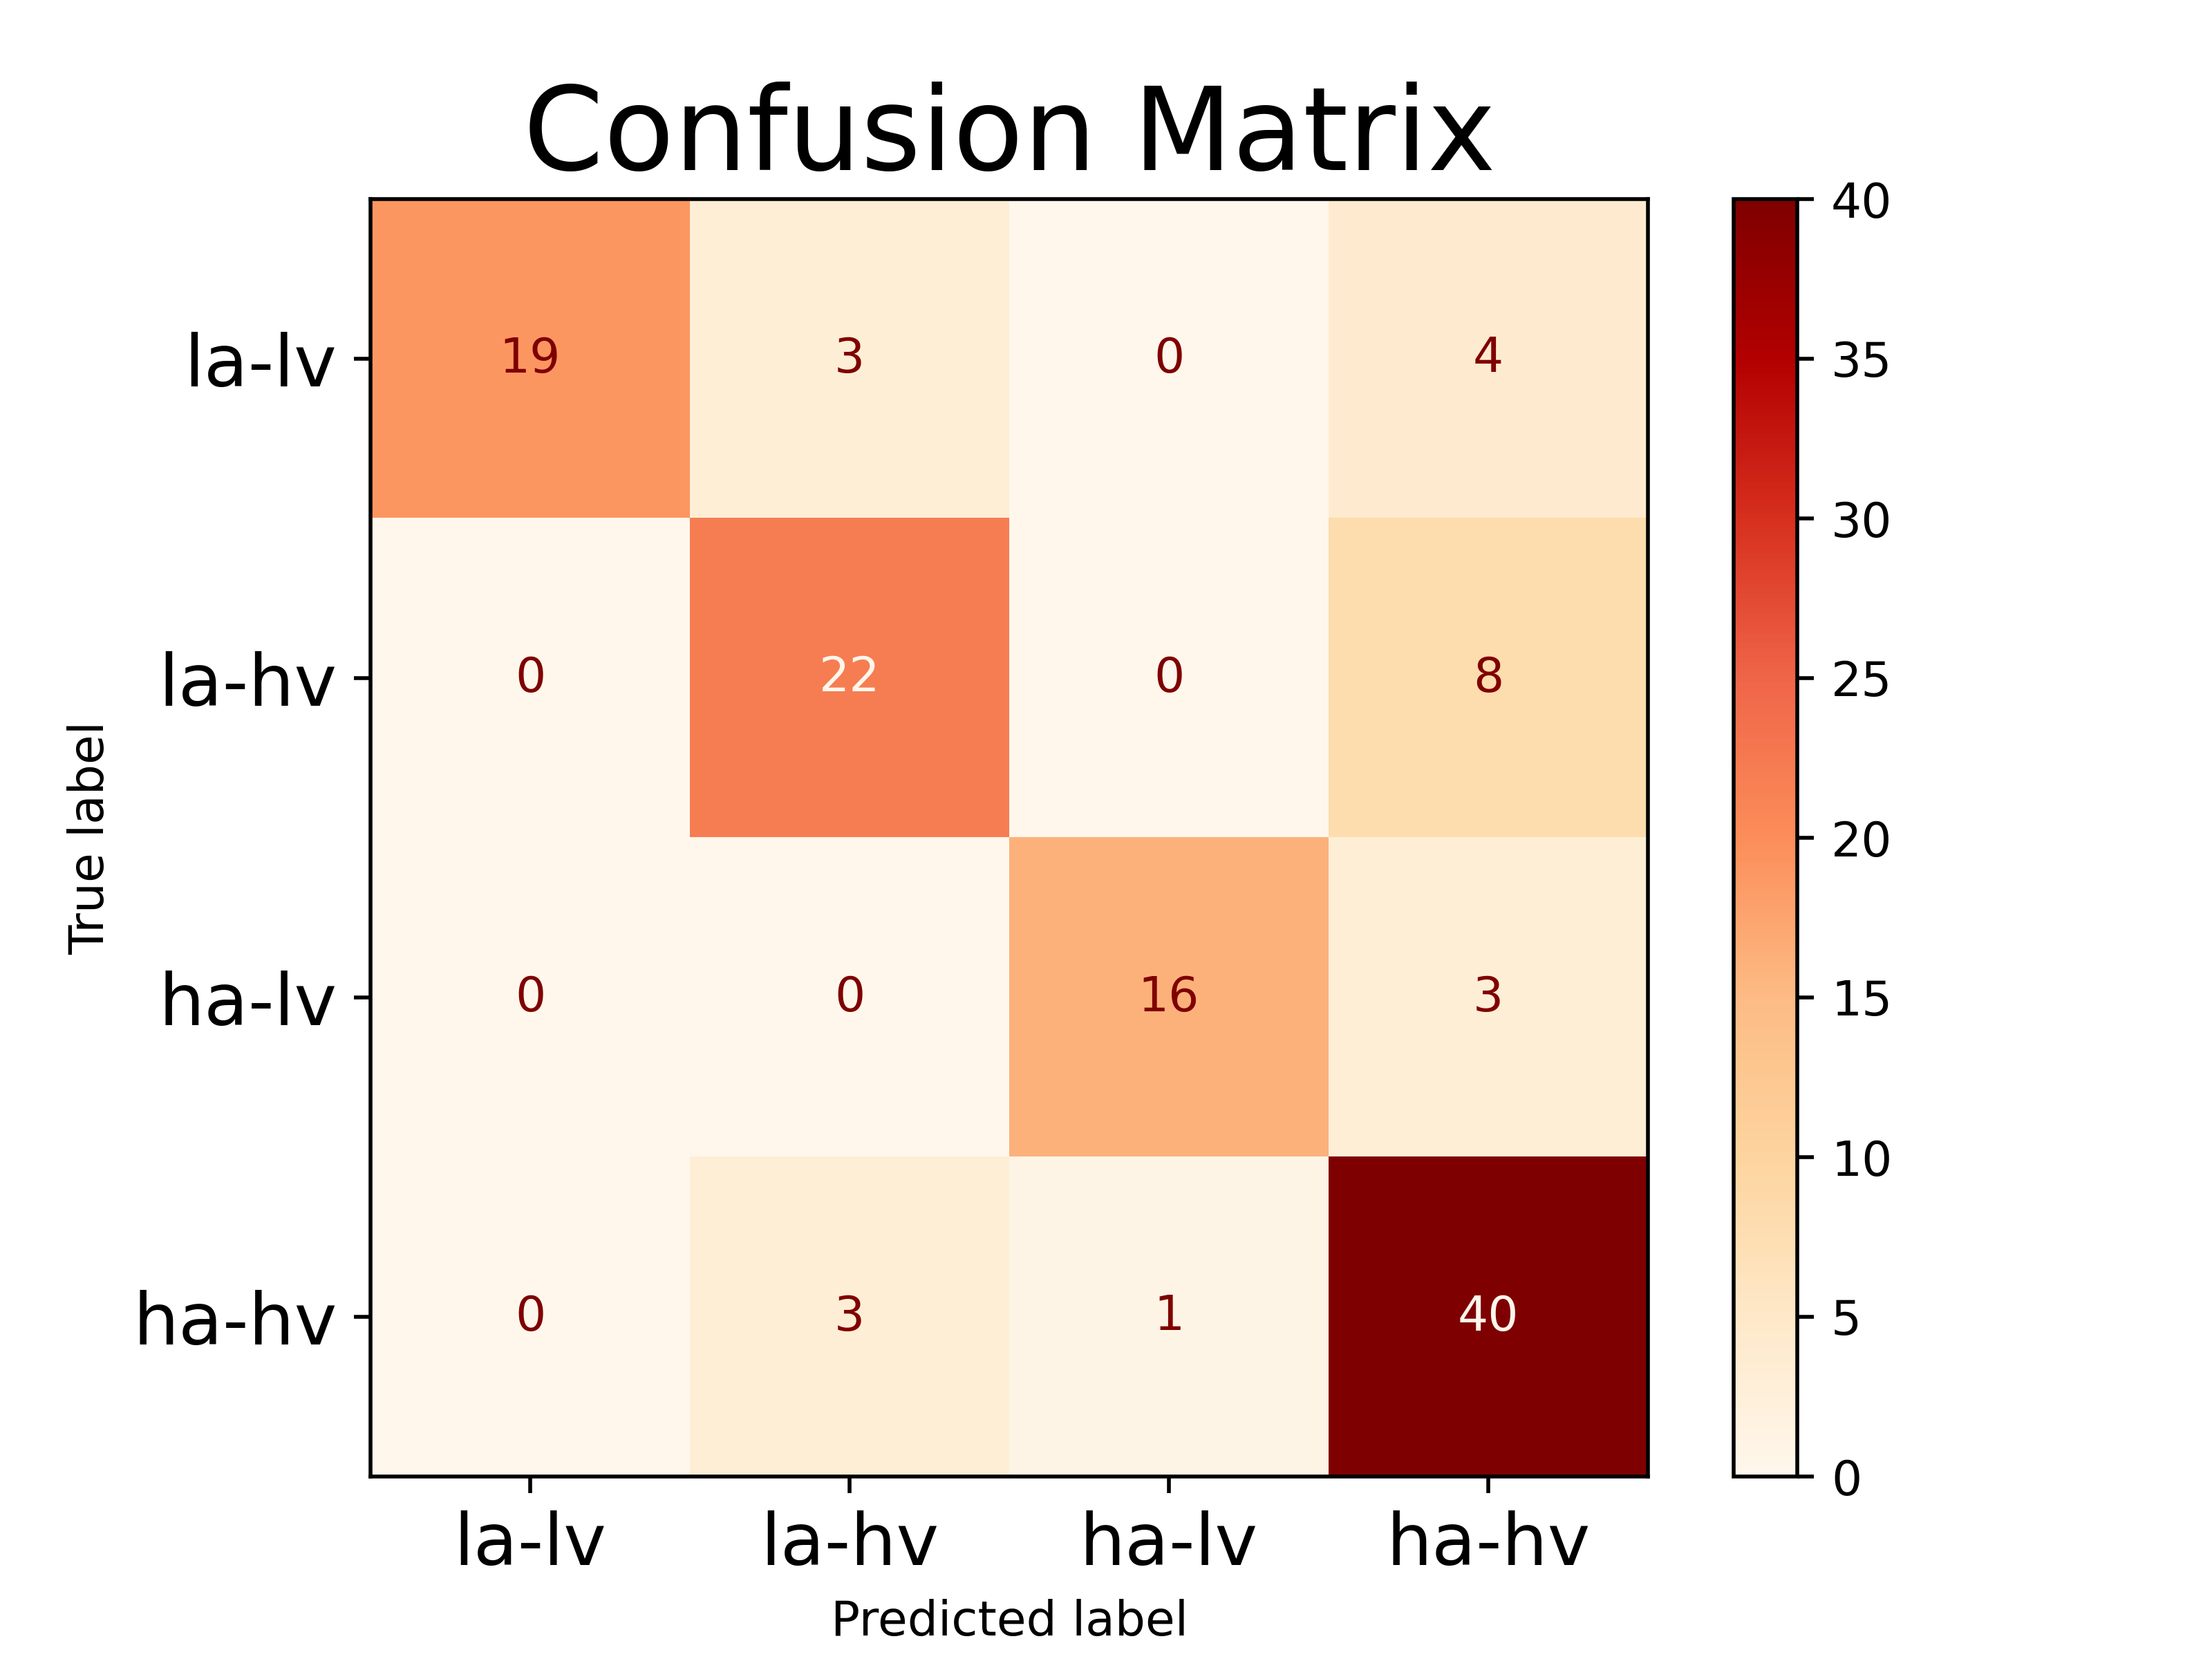 Confusion Matrix
True label
la-lv 19 3 0 4
la-hv 0 22 0 8
ha-lv 0 0 16 3
ha-hv 0 3 1 40
la-lv la-hv ha-lv ha-hv
Predicted label
40
35
30
25
20
15
10
5
0